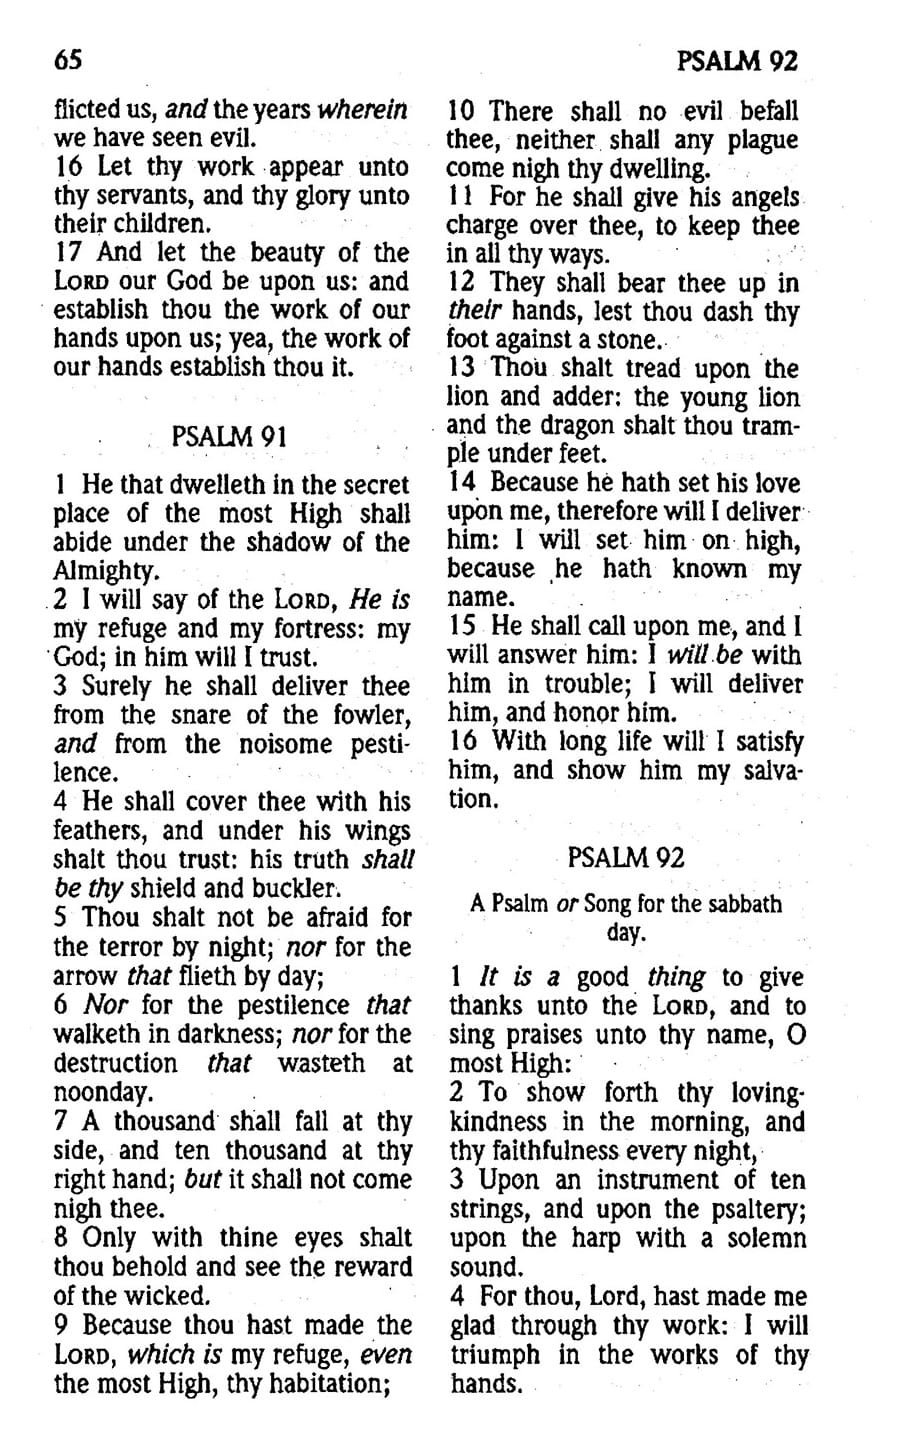 65
PSALM 92
flicted us, and the years wherein
we have seen evil.
16 Let thy work appear unto
thy servants, and thy glory unto
their children.
17 And let the beauty of the
LORD our God be upon us: and
establish thou the work of our
hands upon us; yea, the work of
our hands establish thou it.
PSALM 91
1 He that dwelleth in the secret
place of the most High shall
abide under the shadow of the
Almighty.
2 I will say of the LORD, He is
my refuge and my fortress: my
God; in him will I trust.
3 Surely he shall deliver thee
from the snare of the fowler,
and from the noisome pesti-
lence.
4 He shall cover thee with his
feathers, and under his wings
shalt thou trust: his truth shall
be thy shield and buckler.
5 Thou shalt not be afraid for
the terror by night; nor for the
arrow that flieth by day;
6 Nor for the pestilence that
walketh in darkness; nor for the
destruction that wasteth at
noonday.
7 A thousand shall fall at thy
side, and ten thousand at thy
right hand; but it shall not come
nigh thee.
8 Only with thine eyes shalt
thou behold and see the reward
of the wicked.
9 Because thou hast made the
LORD, which is my refuge, even
the most High, thy habitation;
10 There shall no evil befall
thee, neither shall any plague
come nigh thy dwelling.
11 For he shall give his angels
charge over thee, to keep thee
in all thy ways.
12 They shall bear thee up in
their hands, lest thou dash thy
foot against a stone.
13 Thou shalt tread upon the
lion and adder: the young lion
and the dragon shalt thou tram-
ple under feet.
14 Because he hath set his love
upon me, therefore will I deliver
him: I will set him on high,
because he hath known my
name.
15 He shall call upon me, and I
will answer him: I will be with
him in trouble; I will deliver
him, and honor him.
16 With long life will I satisfy
him, and show him my salva-
tion.
PSALM 92
A Psalm or Song for the sabbath
day.
1 It is a good thing to give
thanks unto the LORD, and to
sing praises unto thy name, O
most High:
2 To show forth thy loving-
kindness in the morning, and
thy faithfulness every night,
3 Upon an instrument of ten
strings, and upon the psaltery;
upon the harp with a solemn
sound.
4 For thou, Lord, hast made me
glad through thy work: I will
triumph in the works of thy
hands.